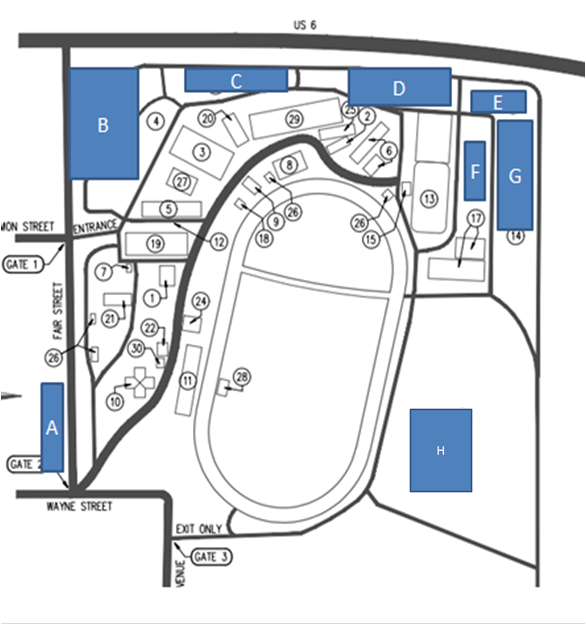 US 6
C
D
E
B
4
20
29
25
2
3
6
8
F
G
27
26
13
5
9
26
17
18
15
14
MON STREET
ENTRANCE
19
12
GATE 1
7
1
FAIR STREET
21
24
22
26
30
11
28
10
A
H
GATE 2
WAYNE STREET
EXIT ONLY
GATE 3
VENUE